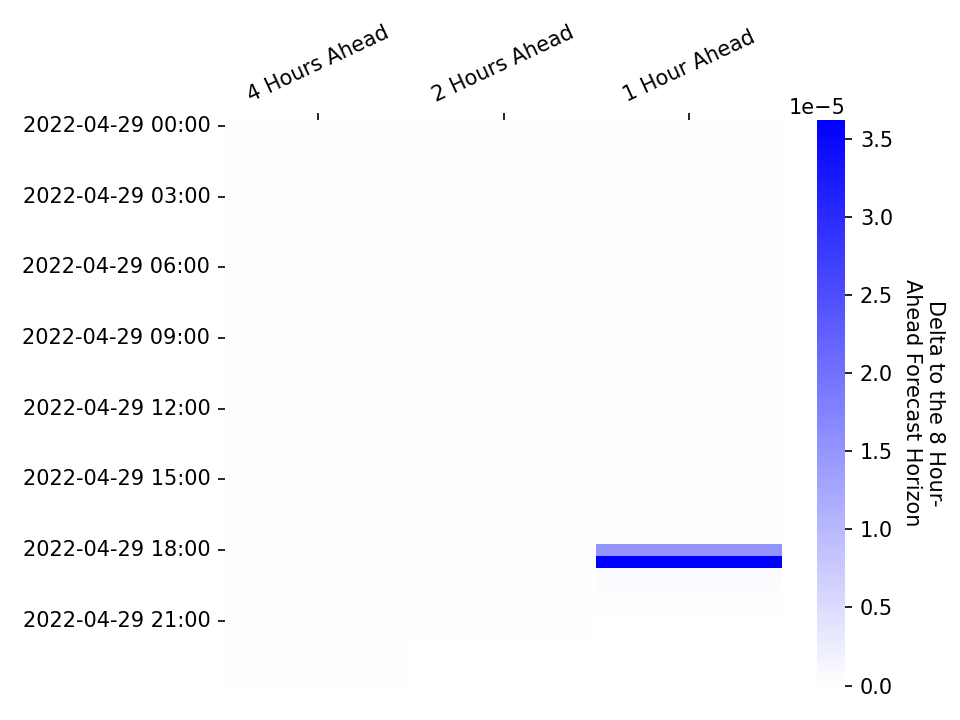 4 Hours Ahead
2 Hours Ahead
1 Hour Ahead
1e−5
2022-04-29 00:00
2022-04-29 03:00
2022-04-29 06:00
2022-04-29 09:00
2022-04-29 12:00
2022-04-29 15:00
2022-04-29 18:00
2022-04-29 21:00
3.5
3.0
2.5
2.0
1.5
1.0
0.5
0.0
Delta to the 8 Hour-
Ahead Forecast Horizon